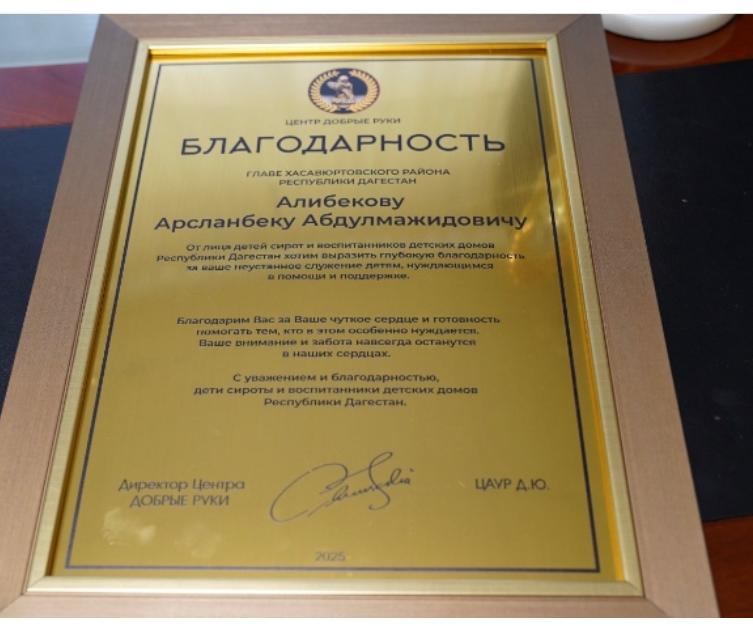 ЦЕНТР ДОБРЫЕ РУКИ
БЛАГОДАРНОСТЬ
ГЛАВЕ ХАСАВЮРТОВСКОГО РАЙОНА
РЕСПУБЛИКИ ДАГЕСТАН
Алибекову
Арсланбеку Абдулмажидовичу
От лица детей сирот и воспитанников детских домов
Республики Дагестан хотим выразить глубокую благодарность
за ваше неустанное служение детям, нуждающимся
в помощи и поддержке.
Благодарим Вас за Ваше чуткое сердце и готовность
помогать тем, кто в этом особенно нуждается.
Ваше внимание и забота навсегда останутся
в наших сердцах.
С уважением и благодарностью,
дети сироты и воспитанники детских домов
Республики Дагестан.
Директор Центра
ДОБРЫЕ РУКИ
ЦАУР Д.Ю.
2025